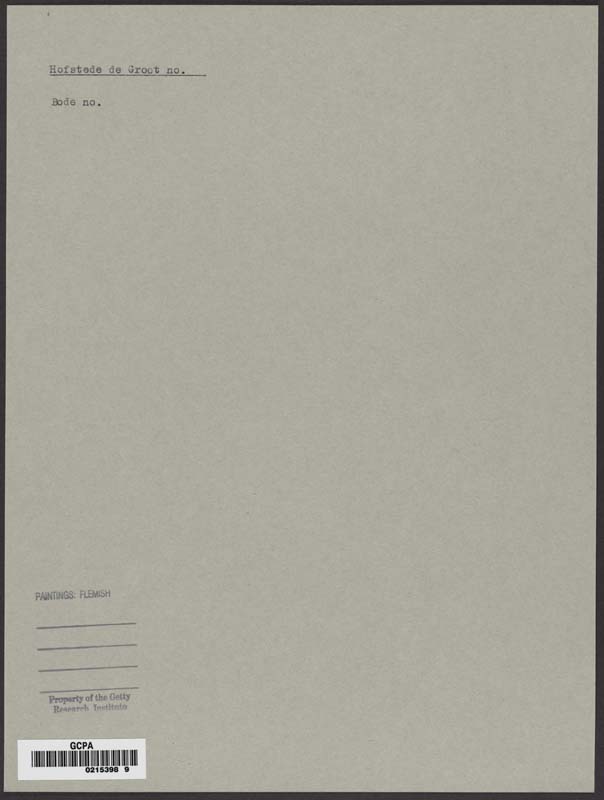 Hofstede de Groot no.
Bode no.
PAINTINGS: FLEMISH
Property of the Getty
Research Institute
GCPA
0215398 9